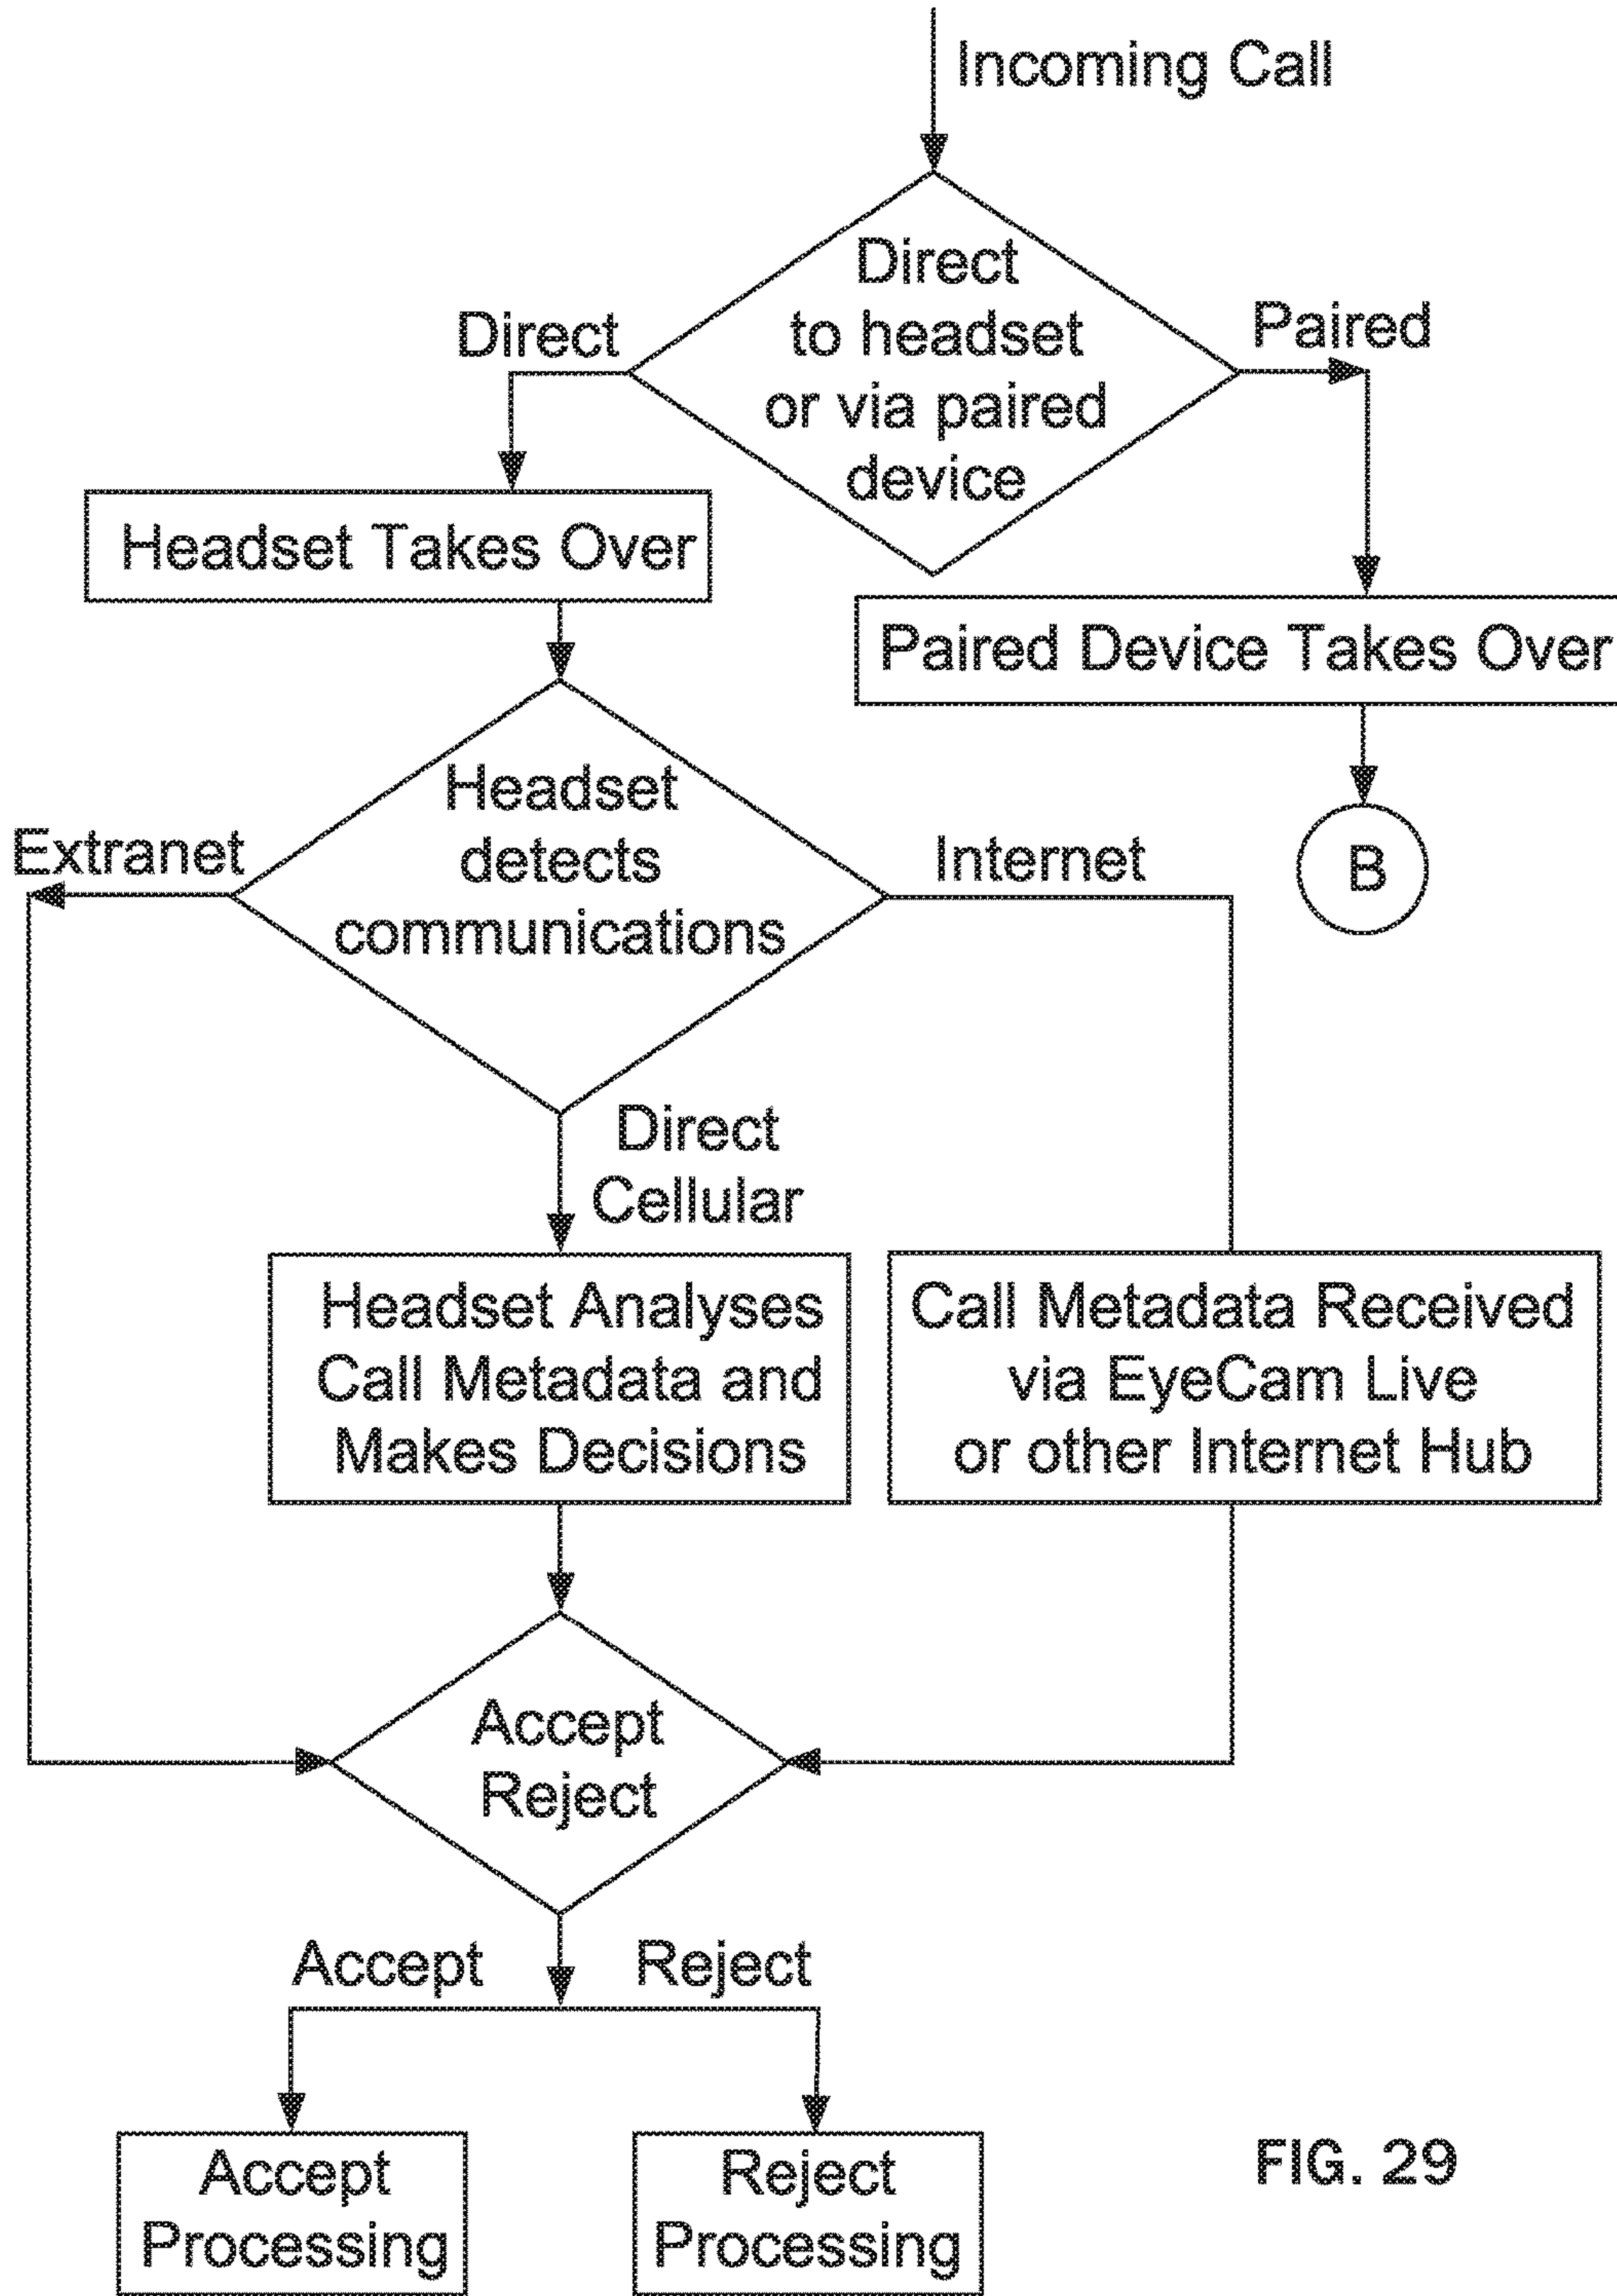 Incoming Call
Direct
to headset
or via paired
device
Direct
Paired
Headset Takes Over
Paired Device Takes Over
B
Headset
detects
communications
Extranet
Internet
Direct
Cellular
Headset Analyses
Call Metadata and
Makes Decisions
Call Metadata Received
via EyeCam Live
or other Internet Hub
Accept
Reject
Accept
Reject
Accept
Processing
Reject
Processing
FIG. 29